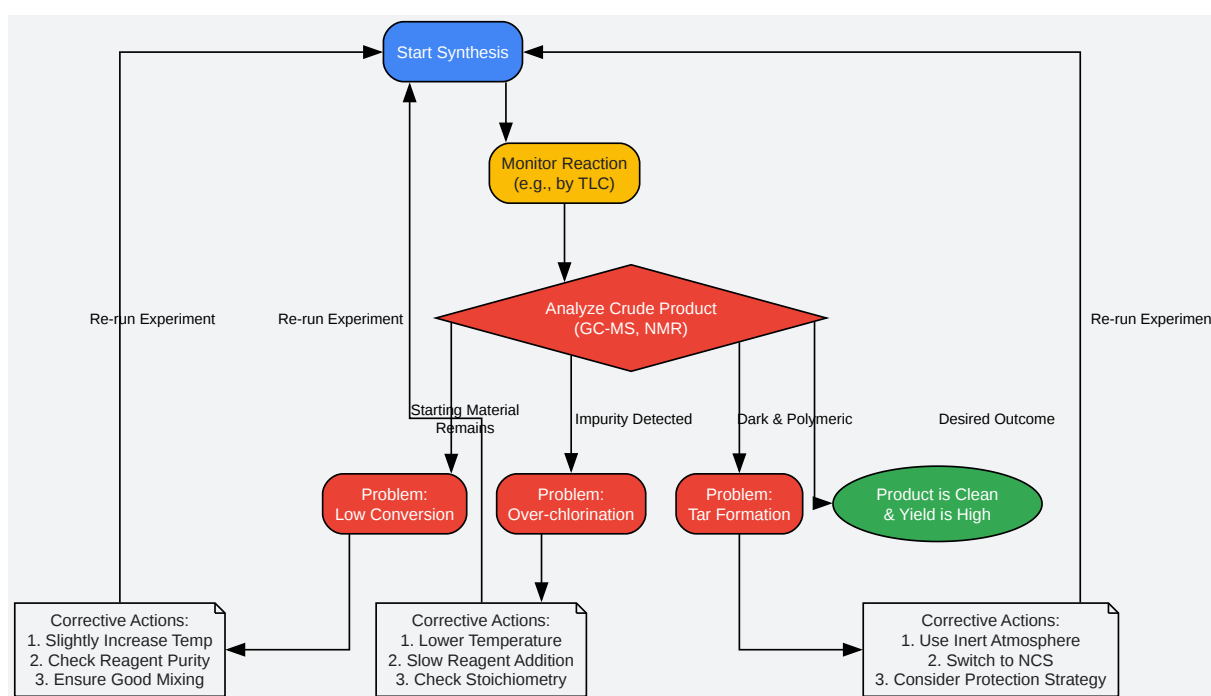 Start Synthesis
Monitor Reaction
(e.g., by TLC)
Analyze Crude Product
(GC-MS, NMR)
Re-run Experiment
Re-run Experiment
Re-run Experimen
Starting Material
Remains
Impurity Detected
Dark & Polymeric
Desired Outcome
Problem:
Low Conversion
Problem:
Over-chlorination
Problem:
Tar Formation
Product is Clean
& Yield is High
Corrective Actions:
1. Slightly Increase Temp
2. Check Reagent Purity
3. Ensure Good Mixing
Corrective Actions:
1. Lower Temperature
2. Slow Reagent Addition
3. Check Stoichiometry
Corrective Actions:
1. Use Inert Atmosphere
2. Switch to NCS
3. Consider Protection Strategy